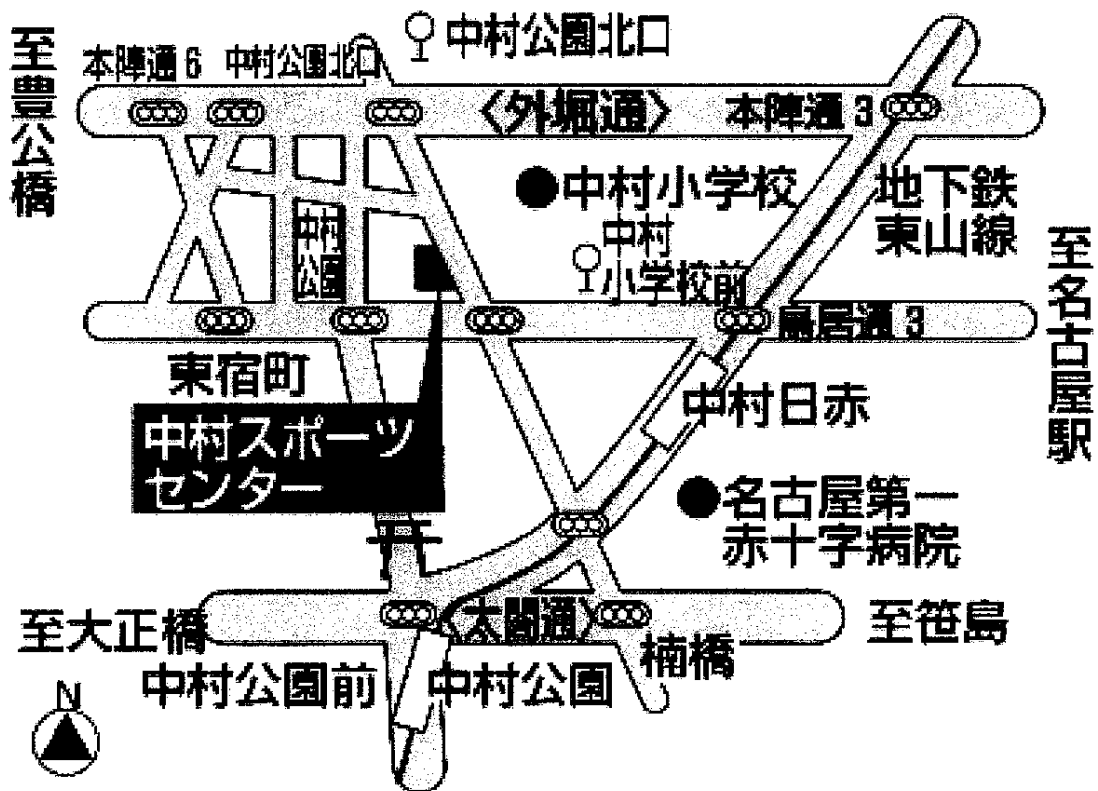 至豊公橋
本陣通6
中村公園北口
中村公園北口
〈外堀通〉
本陣通3
中村小学校
地下鉄
東山線
中村
公園
中村
小学校前
至名古屋駅
鳥居通3
東宿町
中村日赤
中村スポーツ
センター
名古屋第一
赤十字病院
至大正橋
〈太閤通〉
至笹島
楠橋
中村公園前
中村公園
N